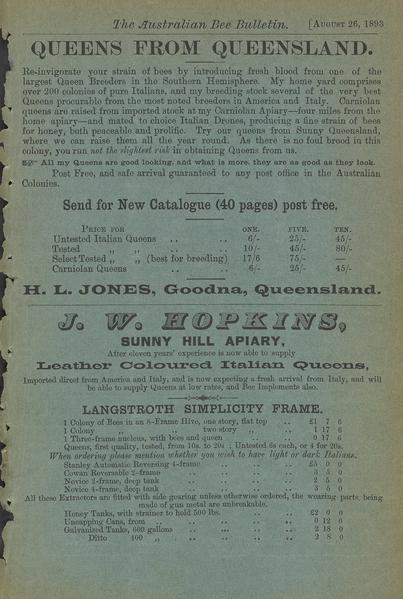 The Australian Bee Bulletin. [AUGUST 26, 1893
QUEENS FROM QUEENSLAND.
Re-invigorate your strain of bees by introducing fresh blood from one of the
largest Queen Breeders in the Southern Hemisphere. My home yard comprises
over 200 colonies of pure Italians, and my breeding stock several of the very best
Queens procurable from the most noted breeders in America and Italy. Carniolan
queens are raised from imported stock at my Carniolan Apiary—four miles from the
home apiary—and mated to choice Italian Drones, producing a fine strain of bees
for honey, both peaceable and prolific. Try our queens from Sunny Queensland,
where we can raise them all the year round. As there is no foul brood in this
colony, you run not the slightest risk in obtaining Queens from us.
☞ All my Queens are good looking, and what is more, they are as good as they look.
Post Free, and safe arrival guaranteed to any post office in the Australian
Colonies.
Send for New Catalogue (40 pages) post free,
PRICE FOR ONE. FIVE. TEN.
Untested Italian Queens ,, ,, 6/- 25/- 45/-
Tested ,, ,, .. 10/- 45/- 80/-
Select Tested ,, ,, (best for breeding) 17/6 75/- —
Carniolan Queens .. .. 6/- 25/- 45/-
H. L. JONES, Goodna, Queensland.
J. W. HOPKINS,
SUNNY HILL APIARY,
After eleven years' experience is now able to supply
Leather Coloured Italian Queens,
Imported direct from America and Italy, and is now expecting a fresh arrival from Italy, and will
be able to supply Queens at low rates, and Bee Implements also.
LANGSTROTH SIMPLICITY FRAME.
1 Colony of Bees in an 8-Frame Hive, one story, flat top .. £1 7 6
1 Colony ,, ,, two story ,, .. 1 17 6
1 Three-frame nucleus, with bees and queen .. .. 0 17 6
Queens, first quality, tested, from 10s. to 20s ; Untested 6s each, or 4 for 20s.
When ordering please mention whether you wish to have light or dark Italians.
Stanley Automatic Reversing 4-frame .. .. £5 0 0
Cowan Reversable 2-frame .. .. .. 3 5 0
Novice 2-frame, deep tank .. .. .. 2 5 0
Novice 4-frame, deep tank .. .. .. 3 5 0
All these Extractors are fitted with side gearing unless otherwise ordered, the wearing parts, being
made of gun metal are unbreakable.
Honey Tanks, with strainer to hold 500 lbs. .. .. £2 0 0
Uncapping Cans, from .. .. .. .. 0 12 6
Galvanized Tanks, 600 gallons .. .. .. 2 18 0
Ditto 400 ,, .. .. .. 2 8 0